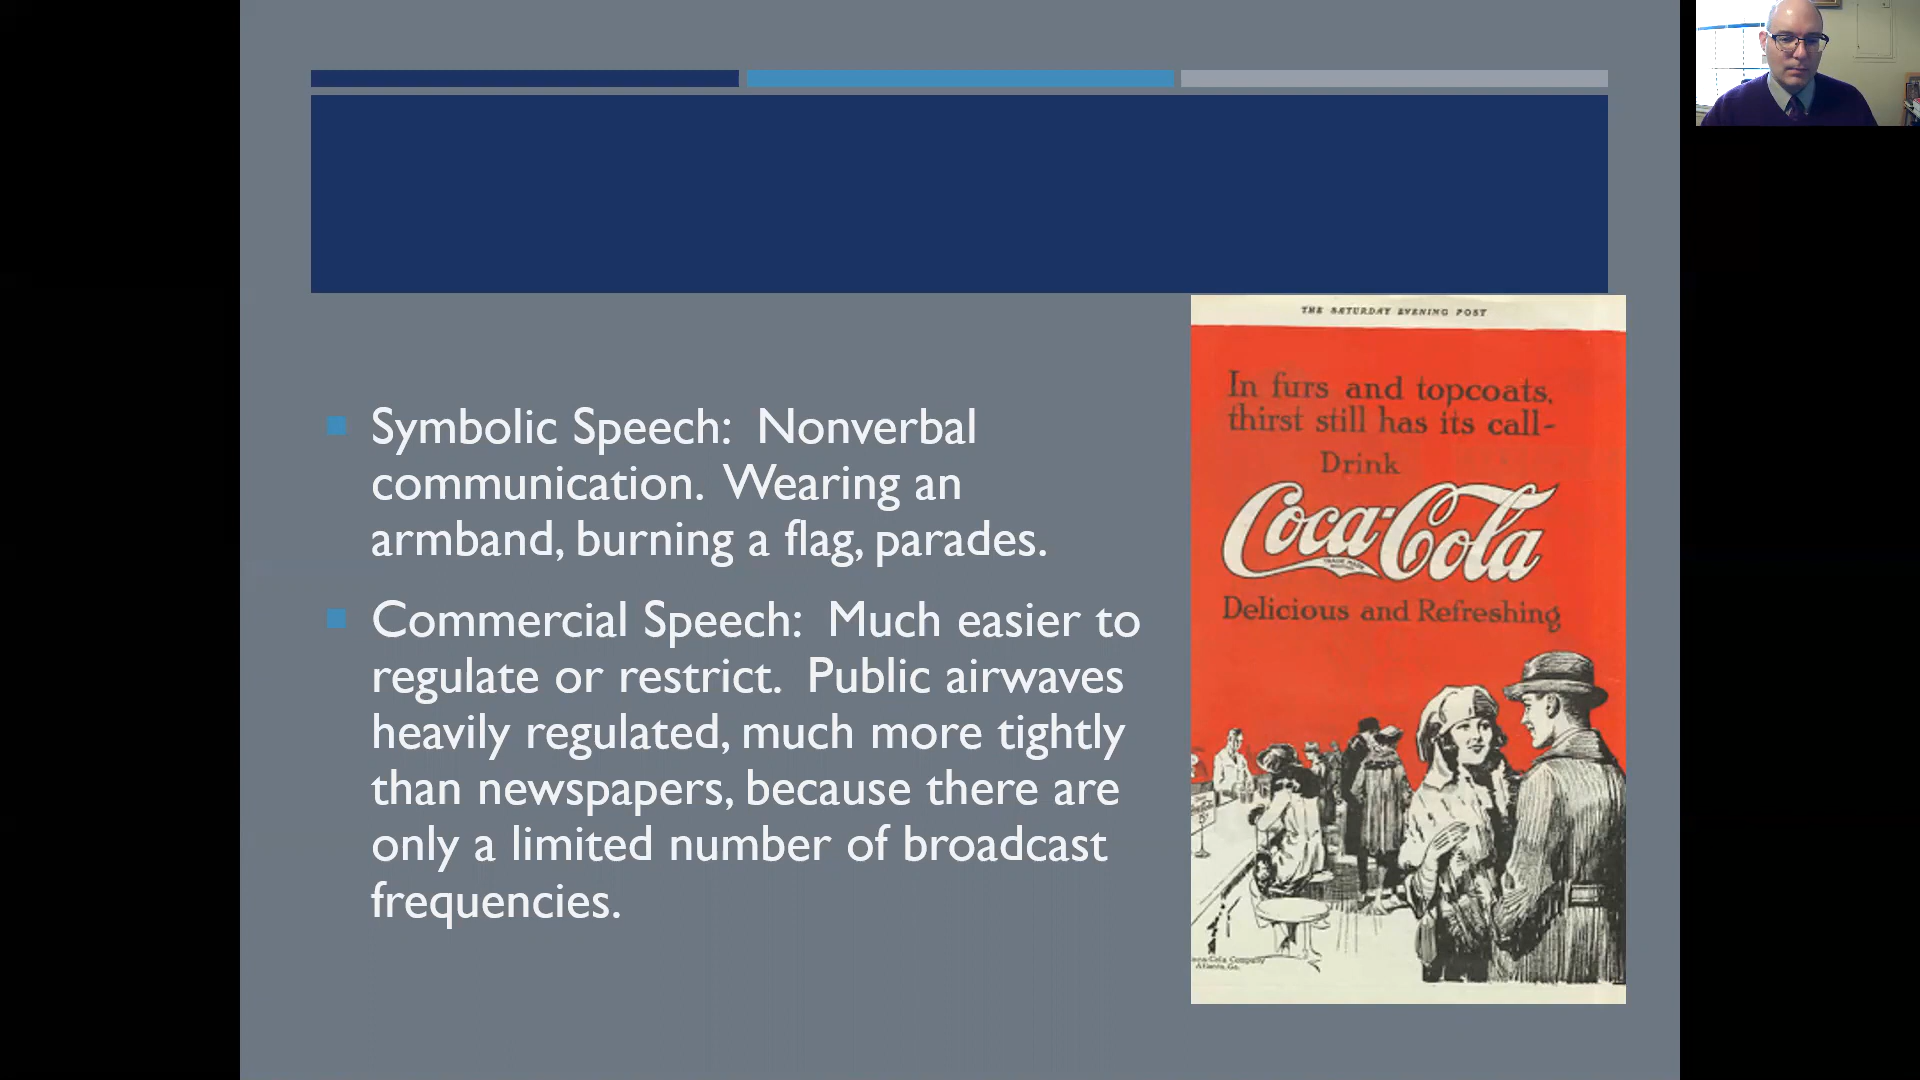 Symbolic Speech:  Nonverbal
communication.  Wearing an
armband, burning a flag, parades.
Commercial Speech:  Much easier to
regulate or restrict.  Public airwaves
heavily regulated, much more tightly
than newspapers, because there are
only a limited number of broadcast
frequencies.
THE SATURDAY EVENING POST
In furs and topcoats,
thirst still has its call-
Drink
Coca-Cola
Delicious and Refreshing
Atlanta, Ga.